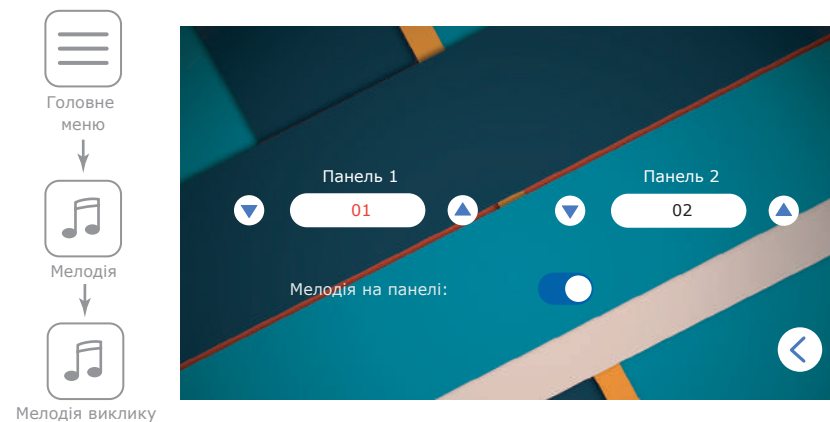 Головне
меню
Мелодія
Мелодія виклику
Панель 1
Панель 2
01
02
Мелодія на панелі: